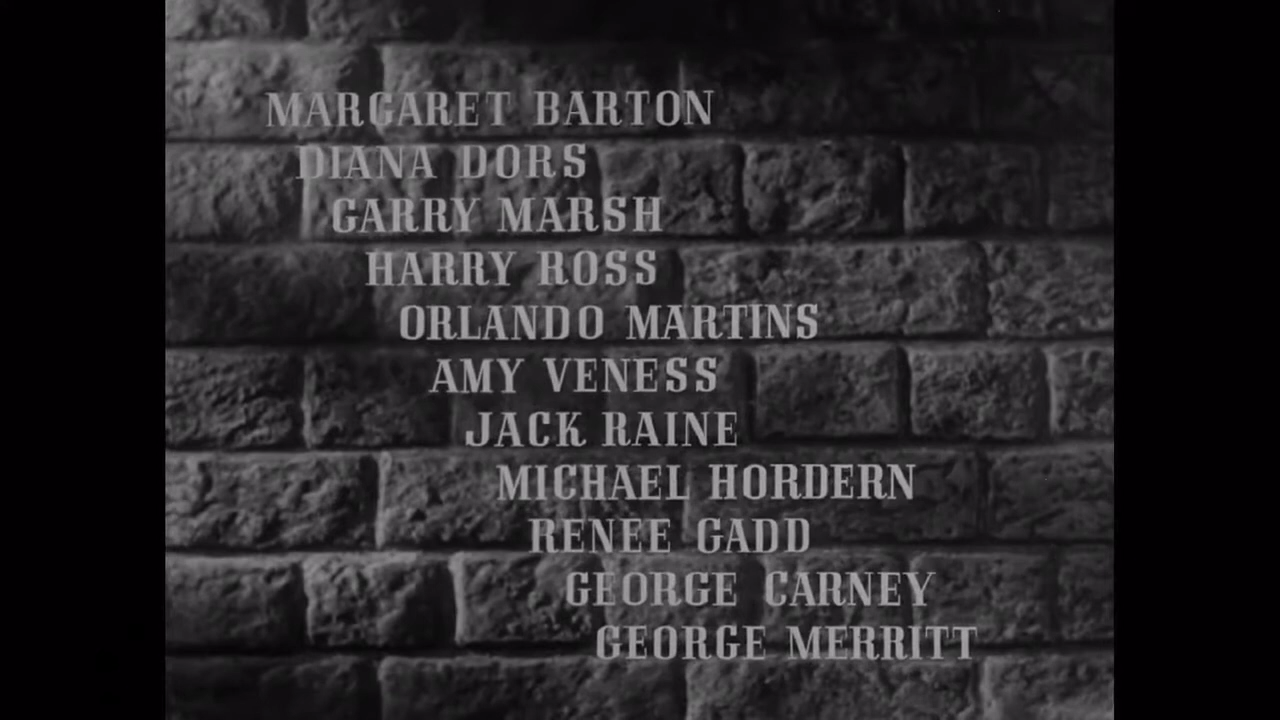 MARGARET BARTON
DIANA DORS
GARRY MARSH
HARRY ROSS
ORLANDO MARTINS
AMY VENESS
JACK RAINE
MICHAEL HORDERN
RENEE GADD
GEORGE CARNEY
GEORGE MERRITT